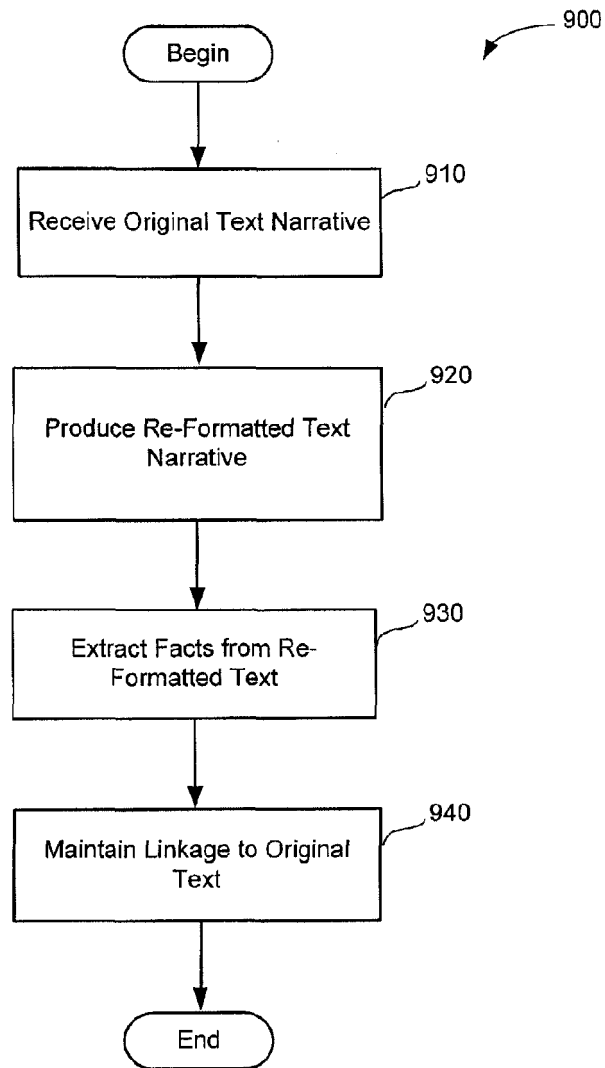 900
Begin
910
Receive Original Text Narrative
920
Produce Re-Formatted Text
Narrative
930
Extract Facts from Re-
Formatted Text
940
Maintain Linkage to Original
Text
End